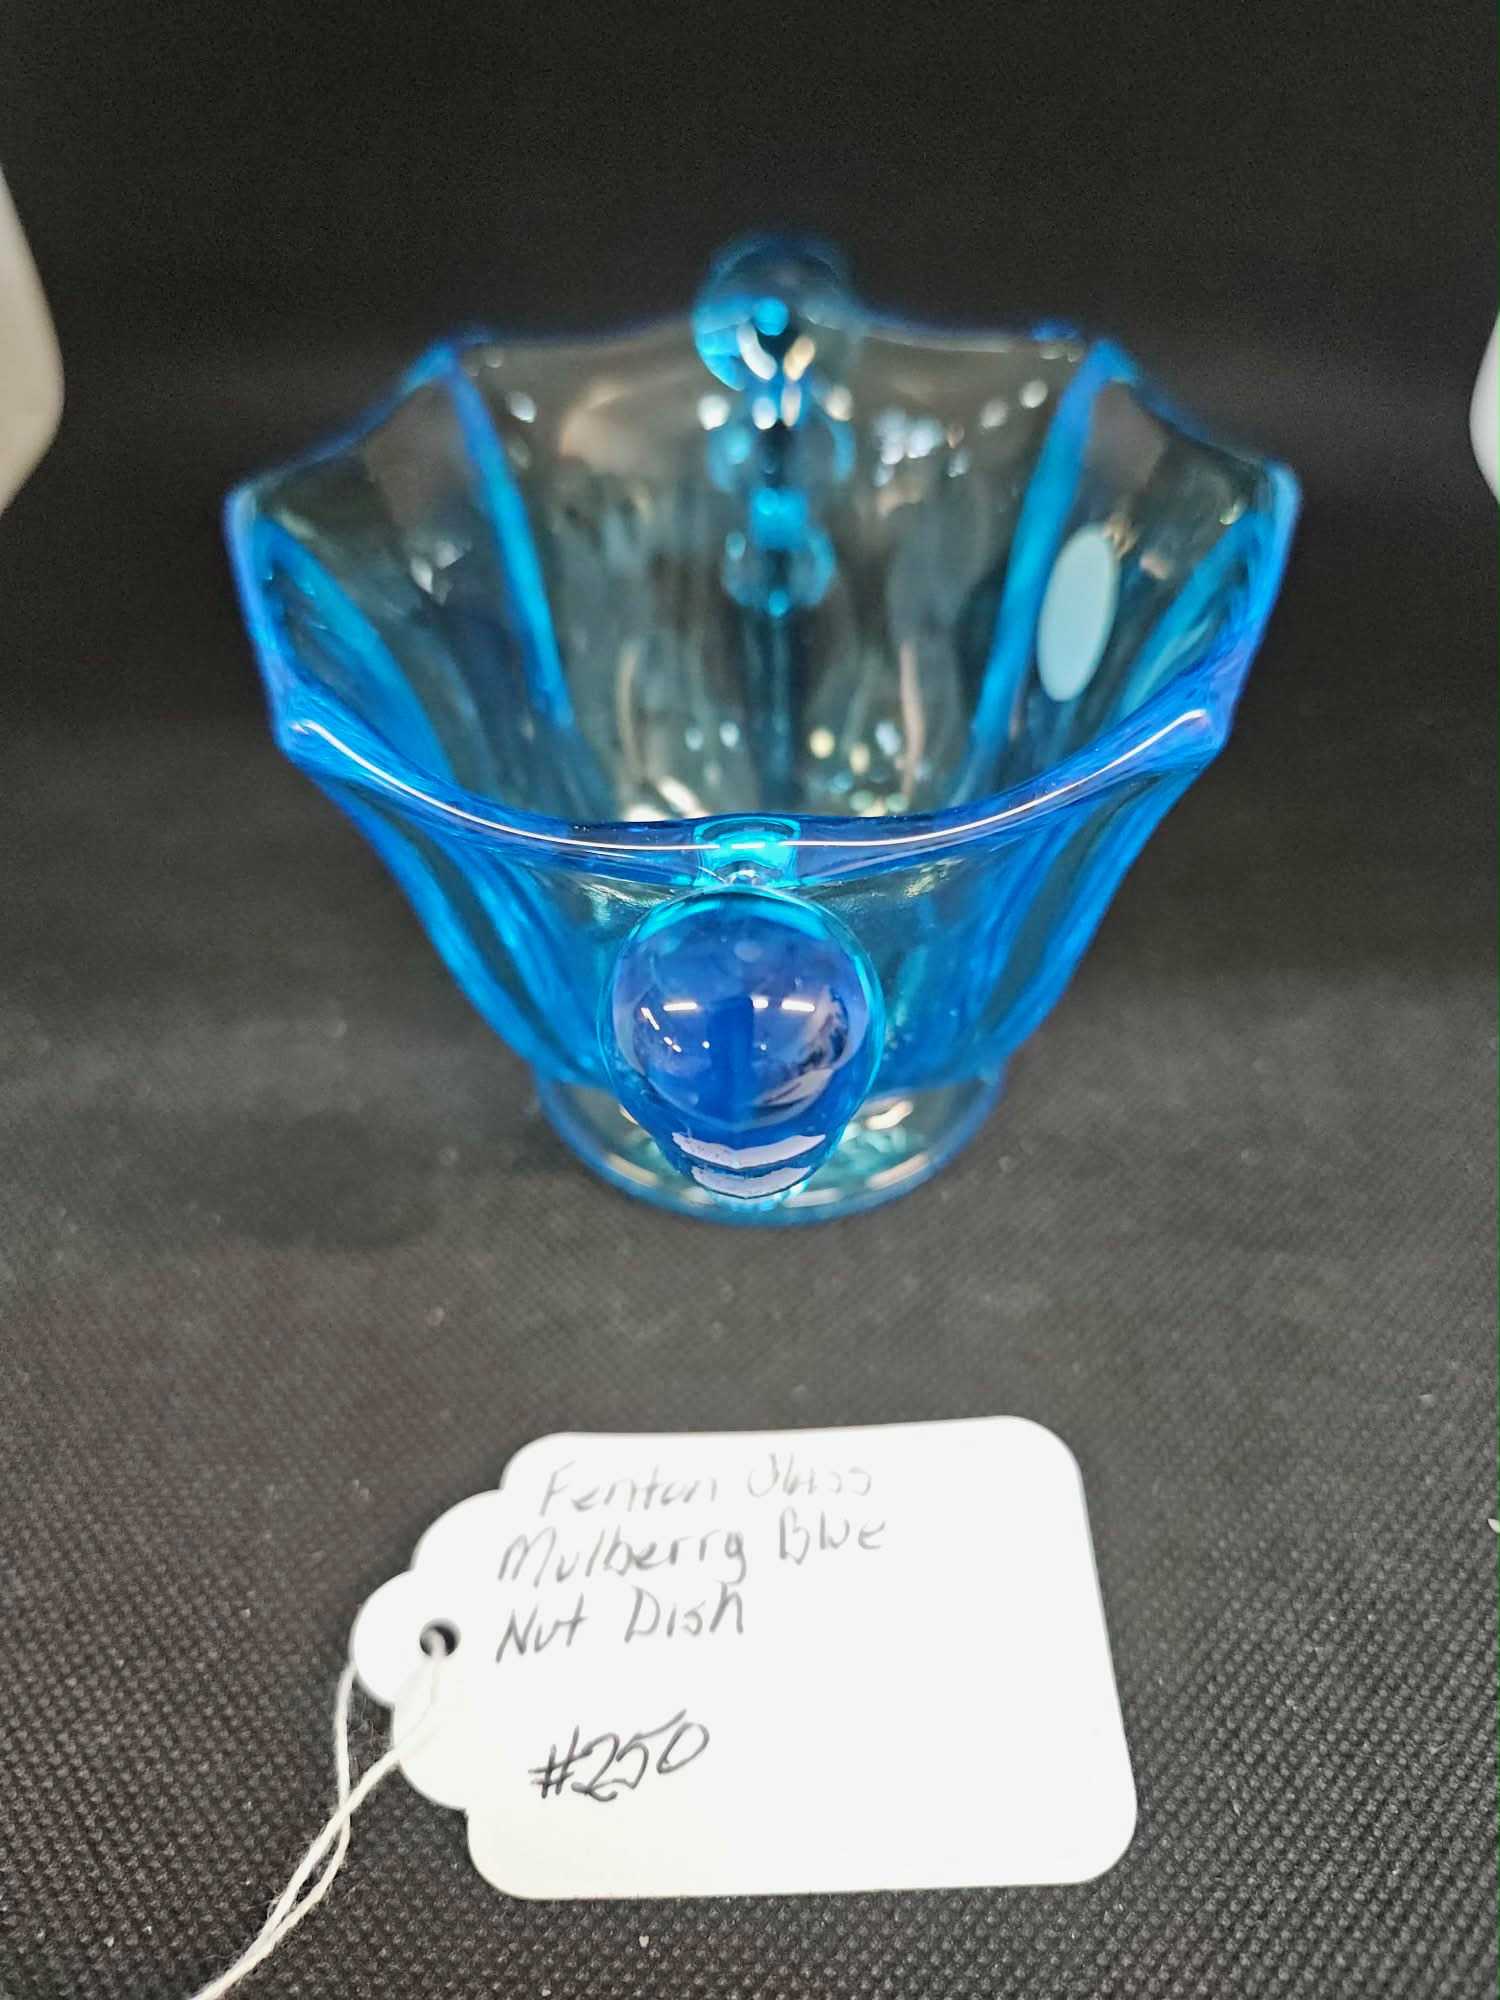 Fenton Glass
Mulberry Blue
Nut Dish
#250